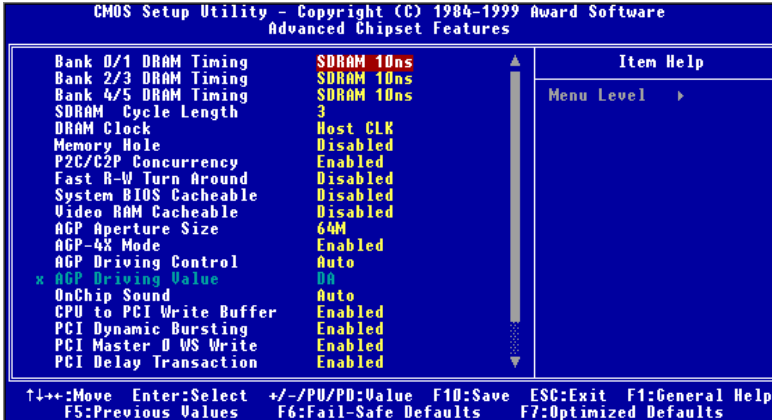 CMOS Setup Utility - Copyright (C) 1984-1999 Award Software
Advanced Chipset Features
Bank 0/1 DRAM Timing SDRAM 10ns
Bank 2/3 DRAM Timing SDRAM 10ns
Bank 4/5 DRAM Timing SDRAM 10ns
SDRAM Cycle Length 3
DRAM Clock Host CLK
Memory Hole Disabled
P2C/C2P Concurrency Enabled
Fast R-W Turn Around Disabled
System BIOS Cacheable Disabled
Video RAM Cacheable Disabled
AGP Aperture Size 64M
AGP-4X Mode Enabled
AGP Driving Control Auto
x AGP Driving Value DA
OnChip Sound Auto
CPU to PCI Write Buffer Enabled
PCI Dynamic Bursting Enabled
PCI Master 0 WS Write Enabled
PCI Delay Transaction Enabled
Item Help
Menu Level ▸
↑↓→←:Move Enter:Select +/-/PU/PD:Value F10:Save ESC:Exit F1:General Help
F5:Previous Values F6:Fail-Safe Defaults F7:Optimized Defaults